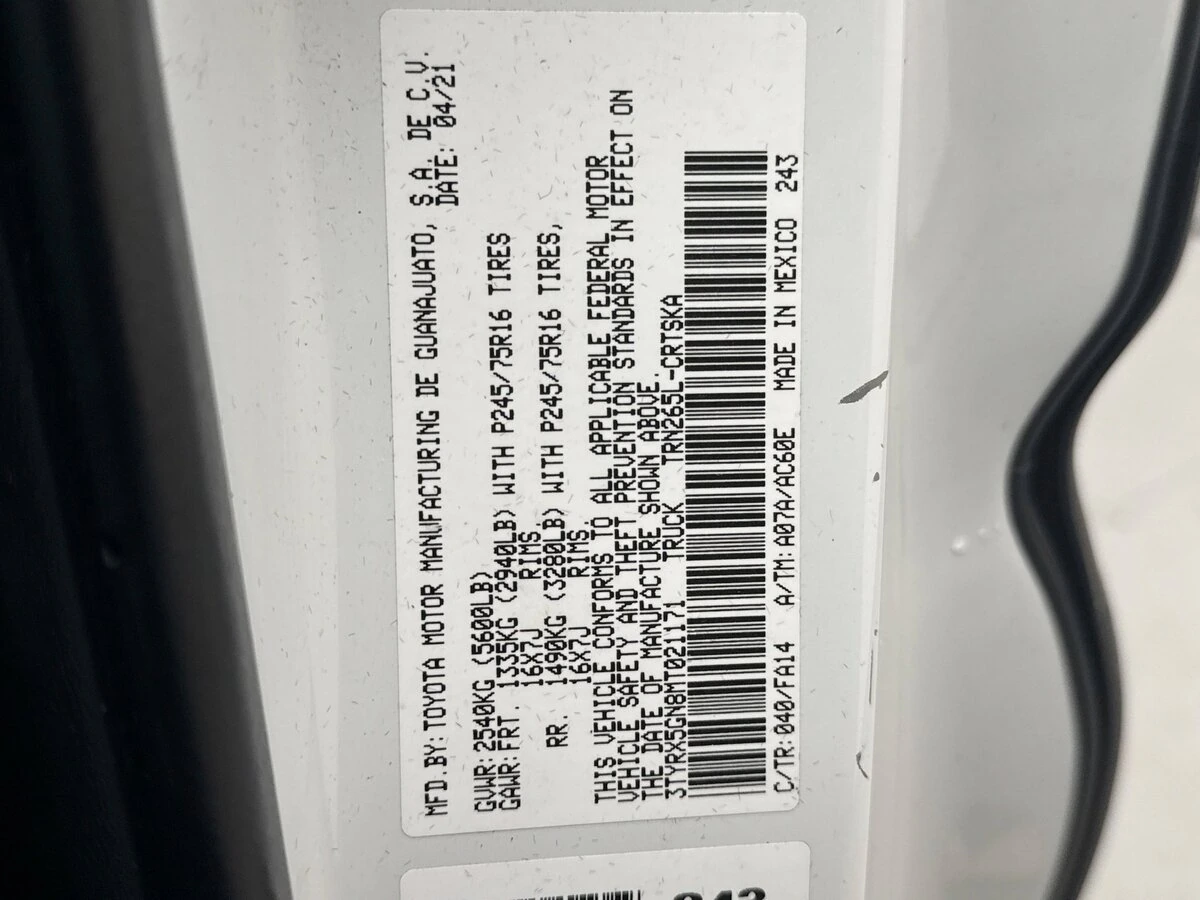 MFD.BY:TOYOTA MOTOR MANUFACTURING DE GUANAJUATO, S.A. DE C.V.
DATE: 04/21
GVWR:2540KG (5600LB)
GAWR:FRT. 1335KG (2940LB) WITH P245/75R16 TIRES
16X7J RIMS
RR. 1490KG (3280LB) WITH P245/75R16 TIRES,
16X7J RIMS.
THIS VEHICLE CONFORMS TO ALL APPLICABLE FEDERAL MOTOR
VEHICLE SAFETY AND THEFT PREVENTION STANDARDS IN EFFECT ON
THE DATE OF MANUFACTURE SHOWN ABOVE.
3TYRX5GN8MT021171 TRUCK TRN265L-CRTSKA
C/TR:040/FA14 A/TM:A07A/AC60E MADE IN MEXICO 243